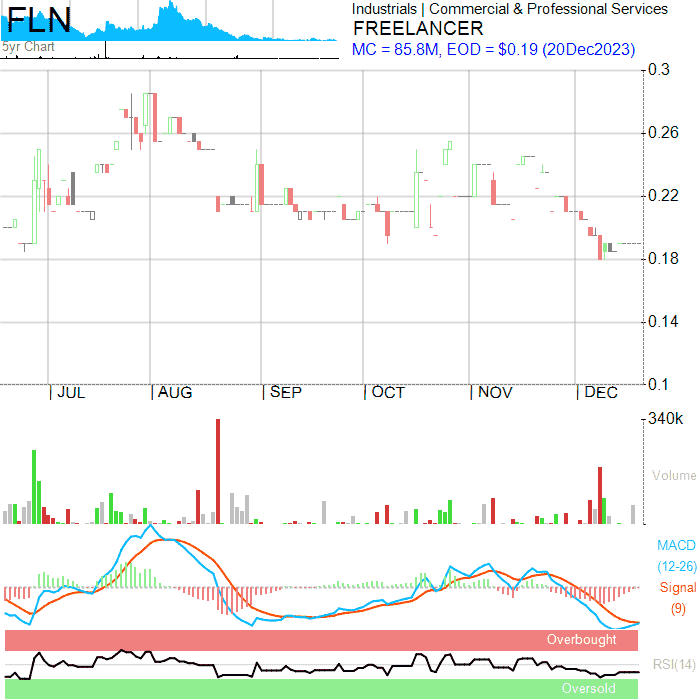 FLN
5yr Chart
Industrials | Commercial & Professional Services
FREELANCER
MC = 85.8M, EOD = $0.19 (20Dec2023)
0.3
0.26
0.22
0.18
0.14
0.1
JUL AUG SEP OCT NOV DEC
340k
Volume
MACD
(12-26)
Signal
(9)
Overbought
RSI(14)
Oversold